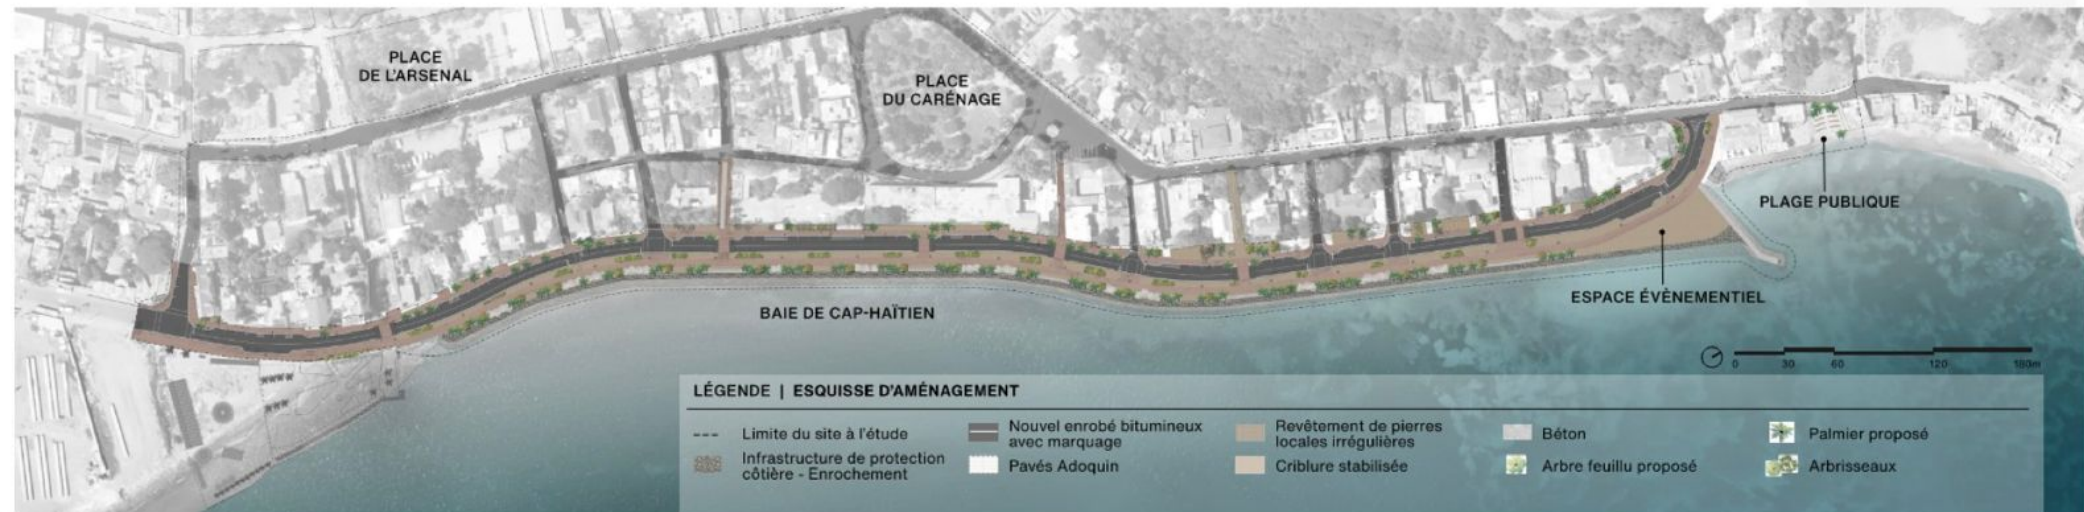 PLACE
DE L'ARSENAL
PLACE
DU CARÉNAGE
PLAGE PUBLIQUE
ESPACE ÉVÈNEMENTIEL
BAIE DE CAP-HAÏTIEN
0 30 60 120 180m
LÉGENDE | ESQUISSE D'AMÉNAGEMENT
Limite du site à l'étude
Infrastructure de protection
côtière - Enrochement
Nouvel enrobé bitumineux
avec marquage
Pavés Adoquin
Revêtement de pierres
locales irrégulières
Criblure stabilisée
Béton
Arbre feuillu proposé
Palmier proposé
Arbrisseaux